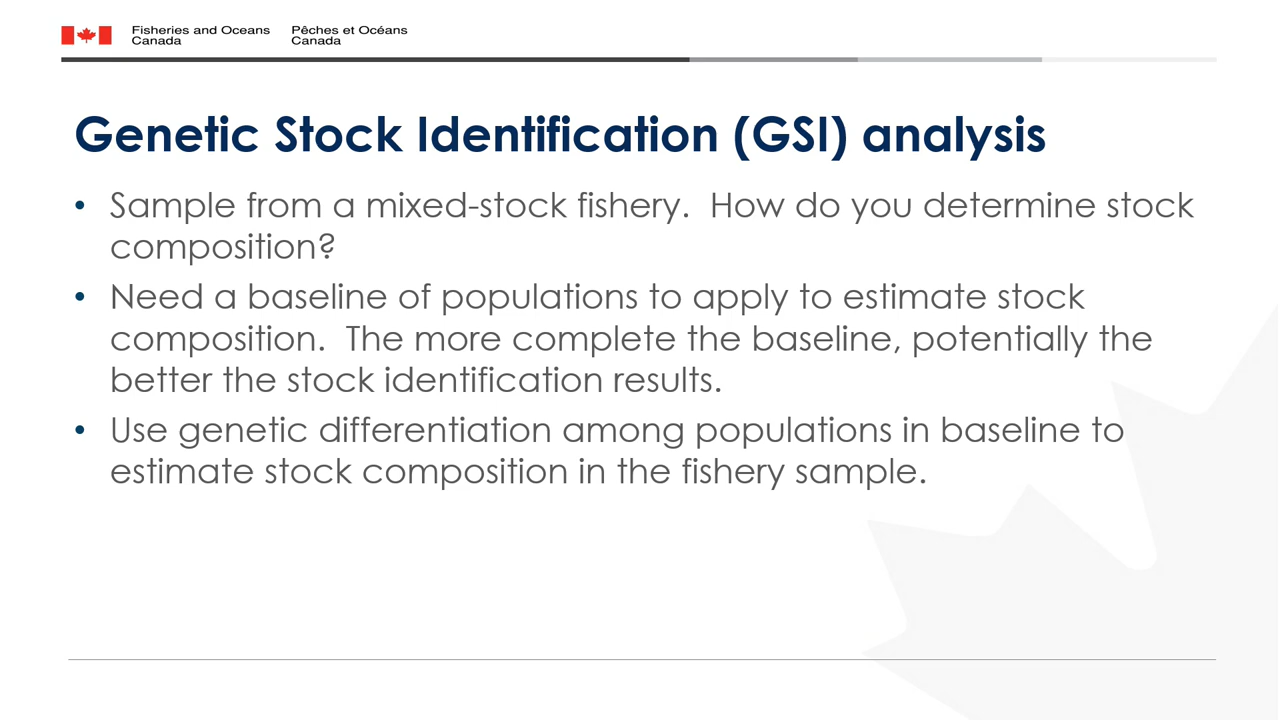 Fisheries and Oceans Canada
Pêches et Océans Canada
Genetic Stock Identification (GSI) analysis
• Sample from a mixed-stock fishery.  How do you determine stock
composition?
• Need a baseline of populations to apply to estimate stock
composition.  The more complete the baseline, potentially the
better the stock identification results.
• Use genetic differentiation among populations in baseline to
estimate stock composition in the fishery sample.